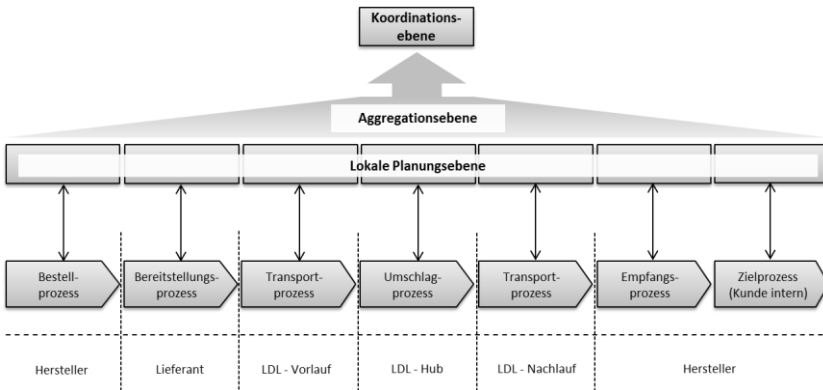 Koordinations-
ebene
Aggregationsebene
Lokale Planungsebene
Bestell-
prozess
Bereitstellungs-
prozess
Transport-
prozess
Umschlag-
prozess
Transport-
prozess
Empfangs-
prozess
Zielprozess
(Kunde intern)
Hersteller
Lieferant
LDL - Vorlauf
LDL - Hub
LDL - Nachlauf
Hersteller